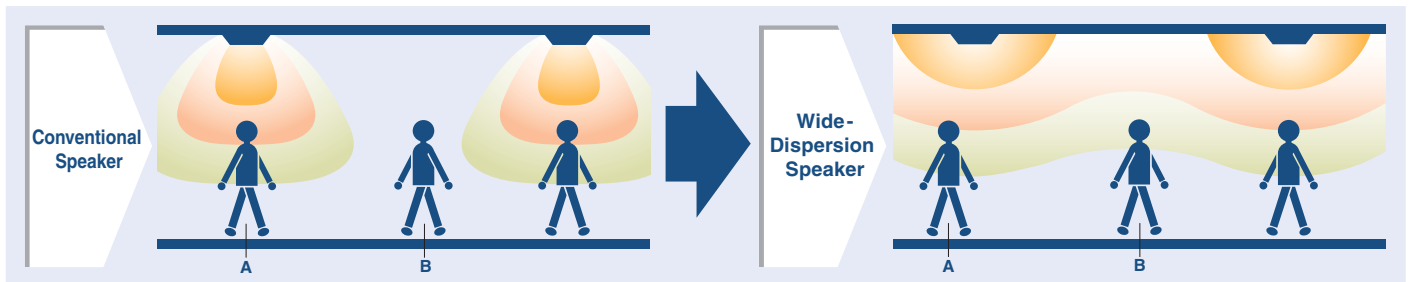 Conventional
Speaker
A
B
Wide-
Dispersion
Speaker
A
B